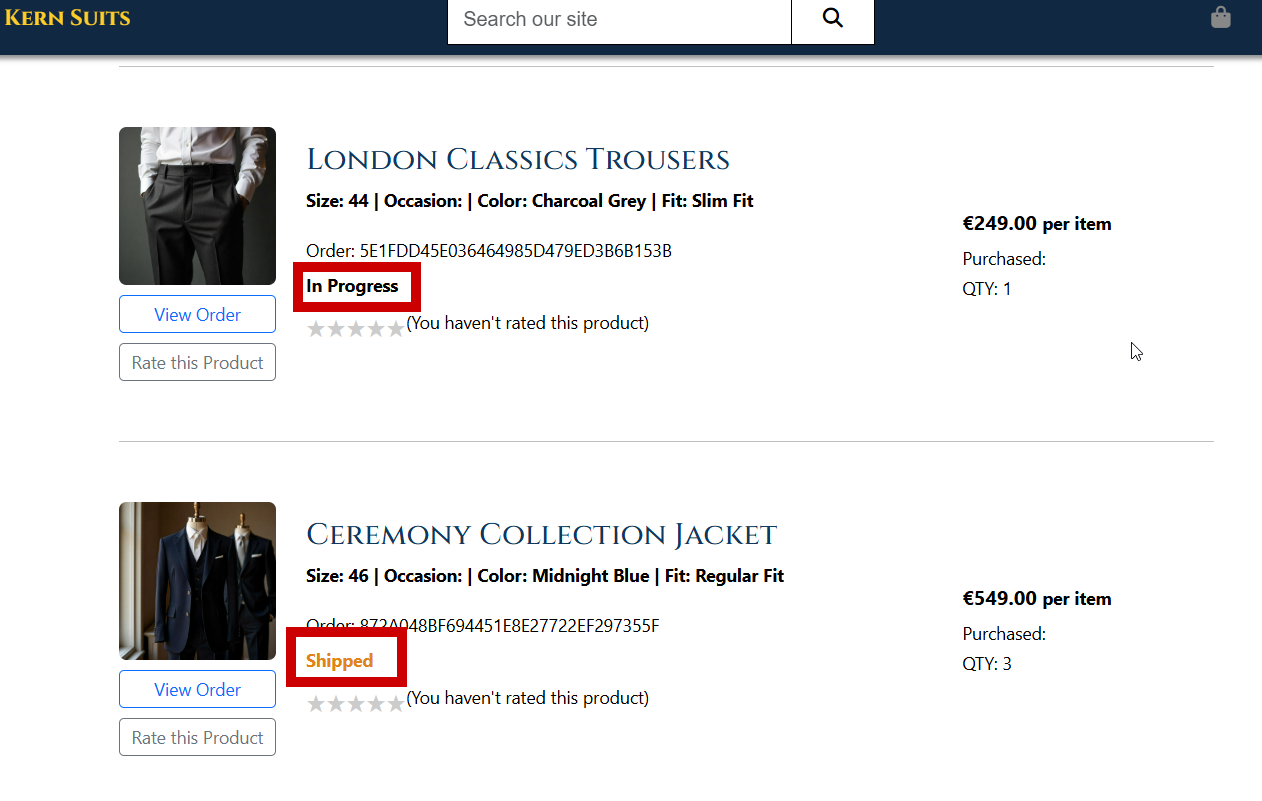 Kern Suits
Search our site
London Classics Trousers
Size: 44 | Occasion: | Color: Charcoal Grey | Fit: Slim Fit
€249.00 per item
Order: 5E1FDD45E036464985D479ED3B6B153B
Purchased:
In Progress
QTY: 1
View Order
(You haven't rated this product)
Rate this Product
Ceremony Collection Jacket
Size: 46 | Occasion: | Color: Midnight Blue | Fit: Regular Fit
€549.00 per item
Order: 872A048BF694451E8E27722EF297355F
Purchased:
Shipped
QTY: 3
View Order
(You haven't rated this product)
Rate this Product